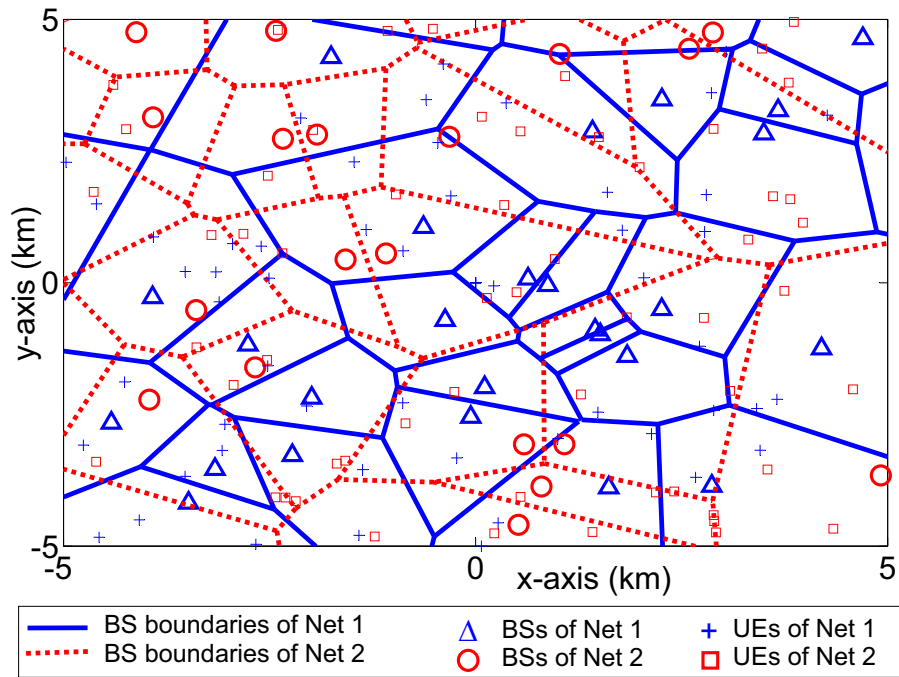 5
y-axis (km)
0
-5
-5
0
x-axis (km)
5
BS boundaries of Net 1
BSs of Net 1
UEs of Net 1
BS boundaries of Net 2
BSs of Net 2
UEs of Net 2